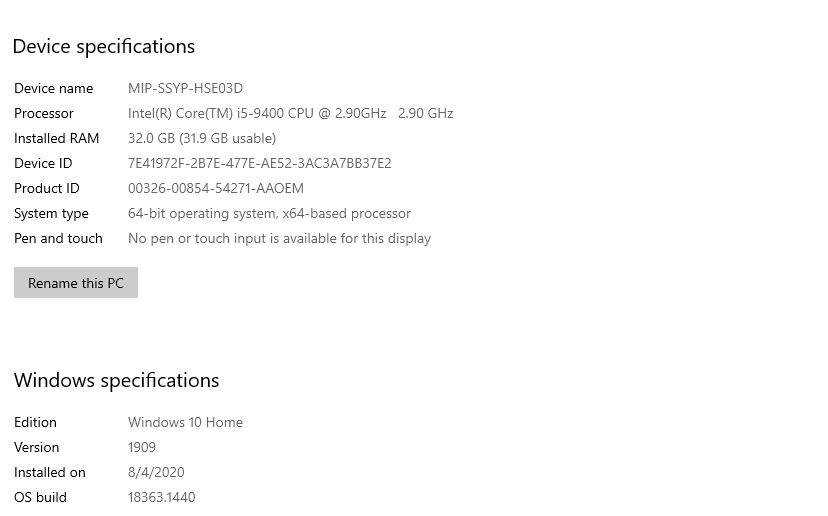 Device specifications
Device name MIP-SSYP-HSE03D
Processor Intel(R) Core(TM) i5-9400 CPU @ 2.90GHz 2.90 GHz
Installed RAM 32.0 GB (31.9 GB usable)
Device ID 7E41972F-2B7E-477E-AE52-3AC3A7BB37E2
Product ID 00326-00854-54271-AAOEM
System type 64-bit operating system, x64-based processor
Pen and touch No pen or touch input is available for this display
Rename this PC
Windows specifications
Edition Windows 10 Home
Version 1909
Installed on 8/4/2020
OS build 18363.1440